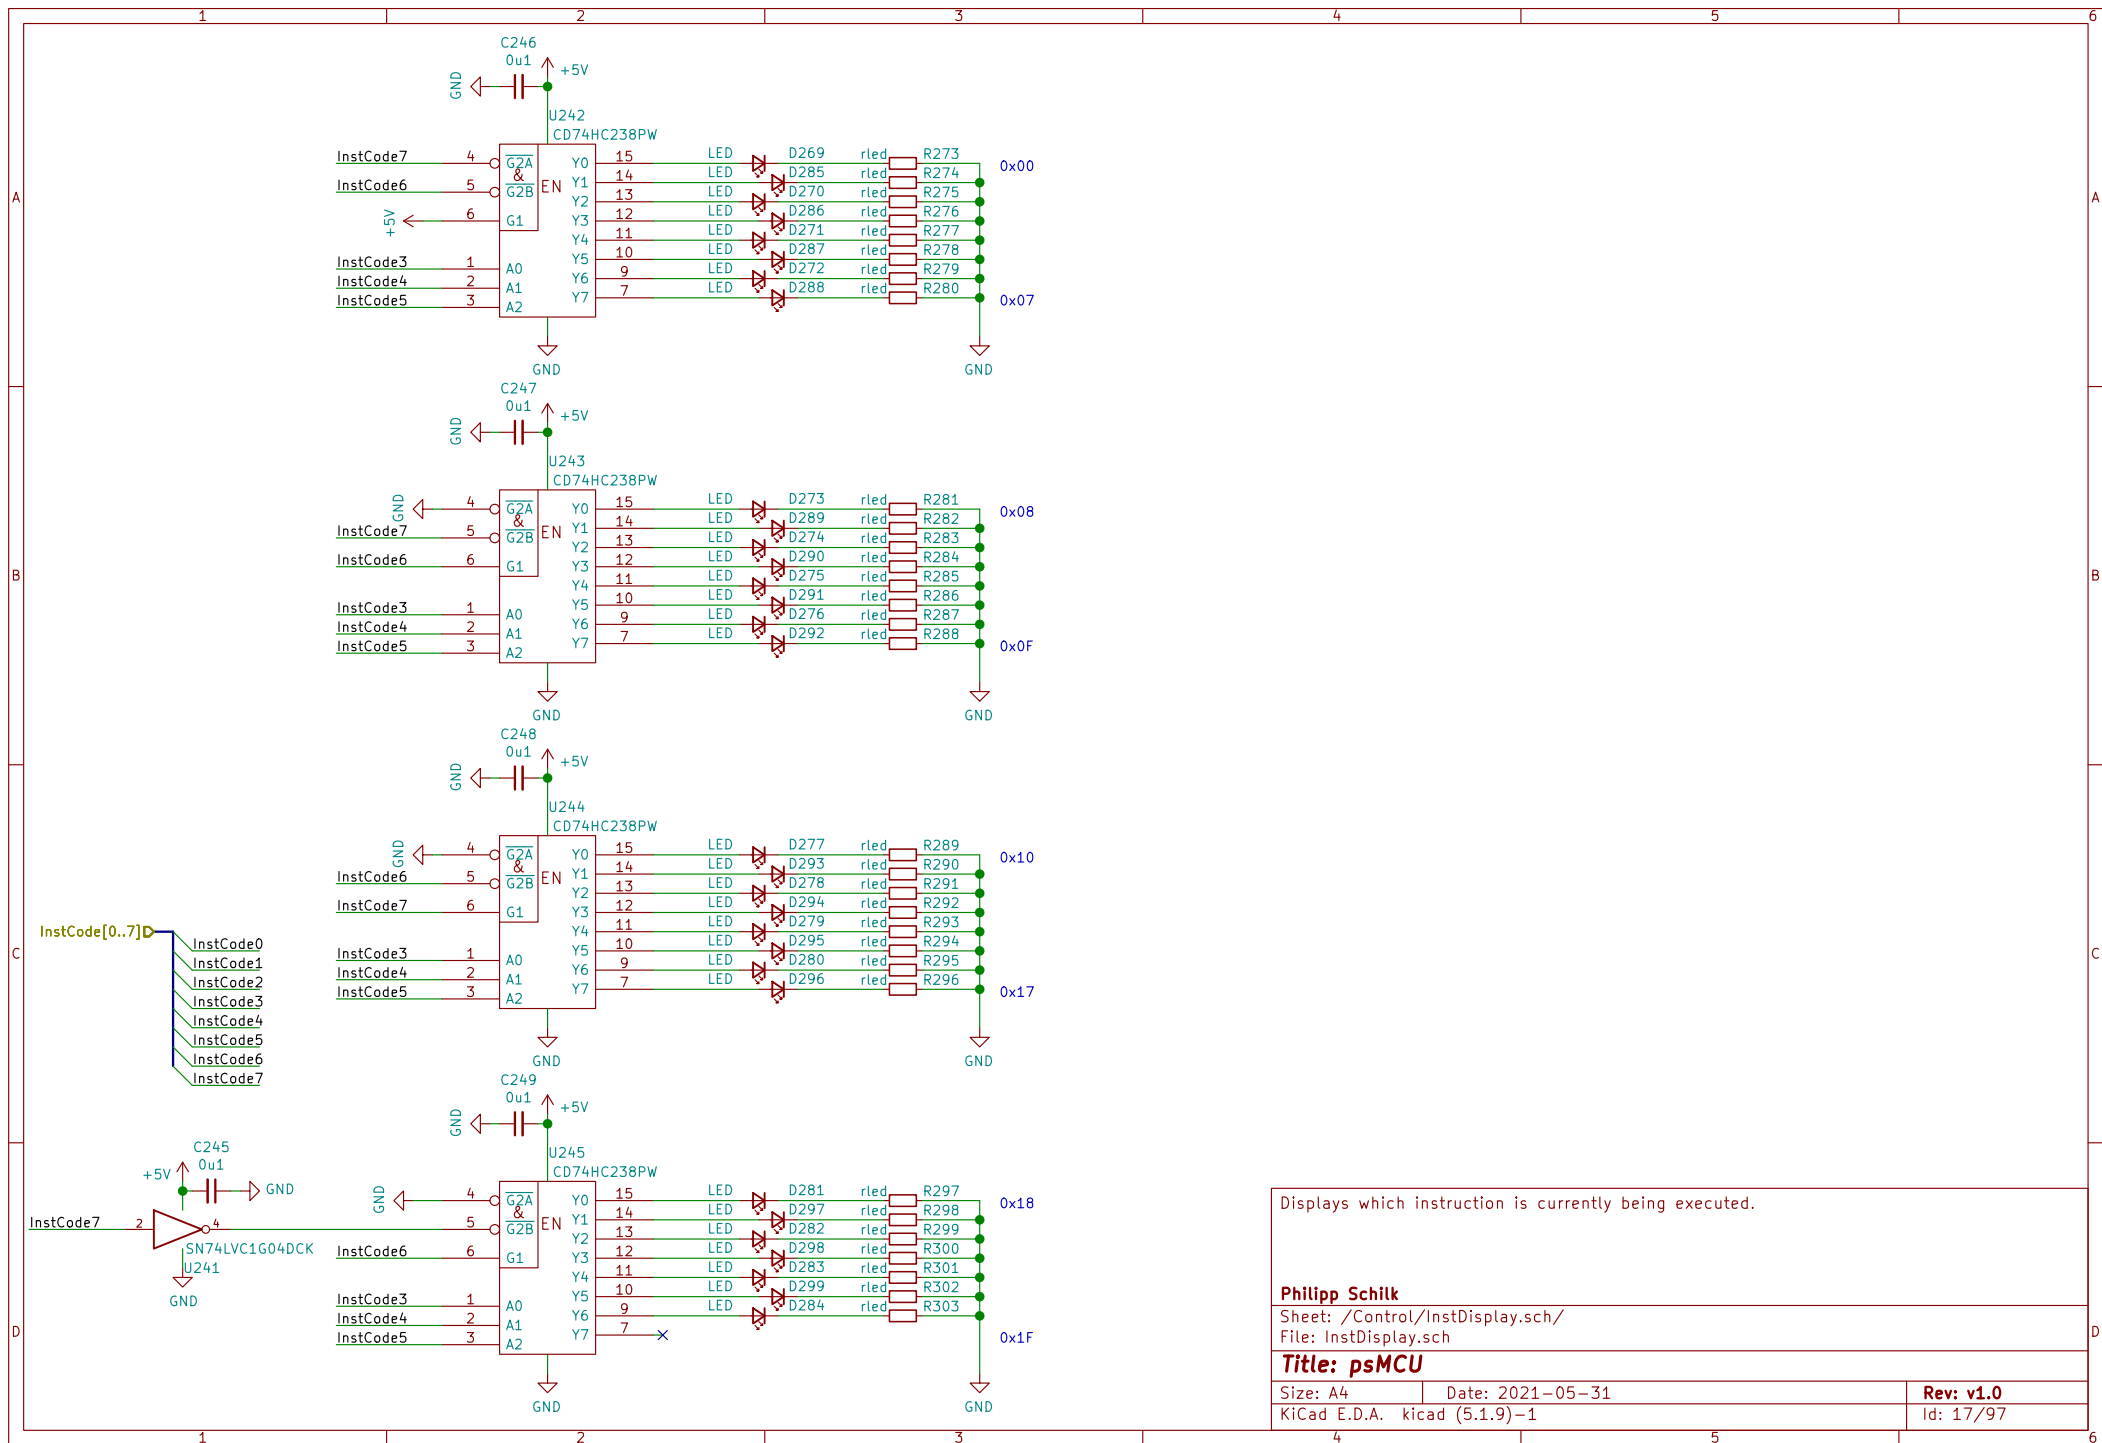 1 2 3 4 5 6
A A
B B
C C
D D
C246
0u1
+5V
GND
U242
CD74HC238PW
InstCode7 4 G2A Y0 15 LED D269 rled R273 0x00
& EN
Y1 14 LED D285 rled R274
InstCode6 5 G2B Y2 13 LED D270 rled R275
+5V 6 G1 Y3 12 LED D286 rled R276
Y4 11 LED D271 rled R277
Y5 10 LED D287 rled R278
InstCode3 1 A0 Y6 9 LED D272 rled R279
InstCode4 2 A1 Y7 7 LED D288 rled R280 0x07
InstCode5 3 A2
GND GND
C247
0u1
+5V
GND
U243
CD74HC238PW
GND 4 G2A Y0 15 LED D273 rled R281 0x08
& EN
Y1 14 LED D289 rled R282
InstCode7 5 G2B Y2 13 LED D274 rled R283
InstCode6 6 G1 Y3 12 LED D290 rled R284
Y4 11 LED D275 rled R285
Y5 10 LED D291 rled R286
InstCode3 1 A0 Y6 9 LED D276 rled R287
InstCode4 2 A1 Y7 7 LED D292 rled R288 0x0F
InstCode5 3 A2
GND GND
C248
0u1
+5V
GND
U244
CD74HC238PW
GND 4 G2A Y0 15 LED D277 rled R289 0x10
& EN
Y1 14 LED D293 rled R290
InstCode6 5 G2B Y2 13 LED D278 rled R291
InstCode7 6 G1 Y3 12 LED D294 rled R292
Y4 11 LED D279 rled R293
Y5 10 LED D295 rled R294
InstCode3 1 A0 Y6 9 LED D280 rled R295
InstCode4 2 A1 Y7 7 LED D296 rled R296 0x17
InstCode5 3 A2
GND GND
InstCode[0..7]
InstCode0
InstCode1
InstCode2
InstCode3
InstCode4
InstCode5
InstCode6
InstCode7
C249
0u1
+5V
GND
U245
CD74HC238PW
C245
0u1
+5V
GND
InstCode7 2 4
SN74LVC1G04DCK
U241
GND
GND 4 G2A Y0 15 LED D281 rled R297 0x18
& EN
Y1 14 LED D297 rled R298
5 G2B Y2 13 LED D282 rled R299
InstCode6 6 G1 Y3 12 LED D298 rled R300
Y4 11 LED D283 rled R301
Y5 10 LED D299 rled R302
InstCode3 1 A0 Y6 9 LED D284 rled R303
InstCode4 2 A1 Y7 7 0x1F
InstCode5 3 A2
GND GND
Displays which instruction is currently being executed.
Philipp Schilk
Sheet: /Control/InstDisplay.sch/
File: InstDisplay.sch
Title: psMCU
Size: A4 Date: 2021-05-31 Rev: v1.0
KiCad E.D.A. kicad (5.1.9)-1 Id: 17/97
1 2 3 4 5 6